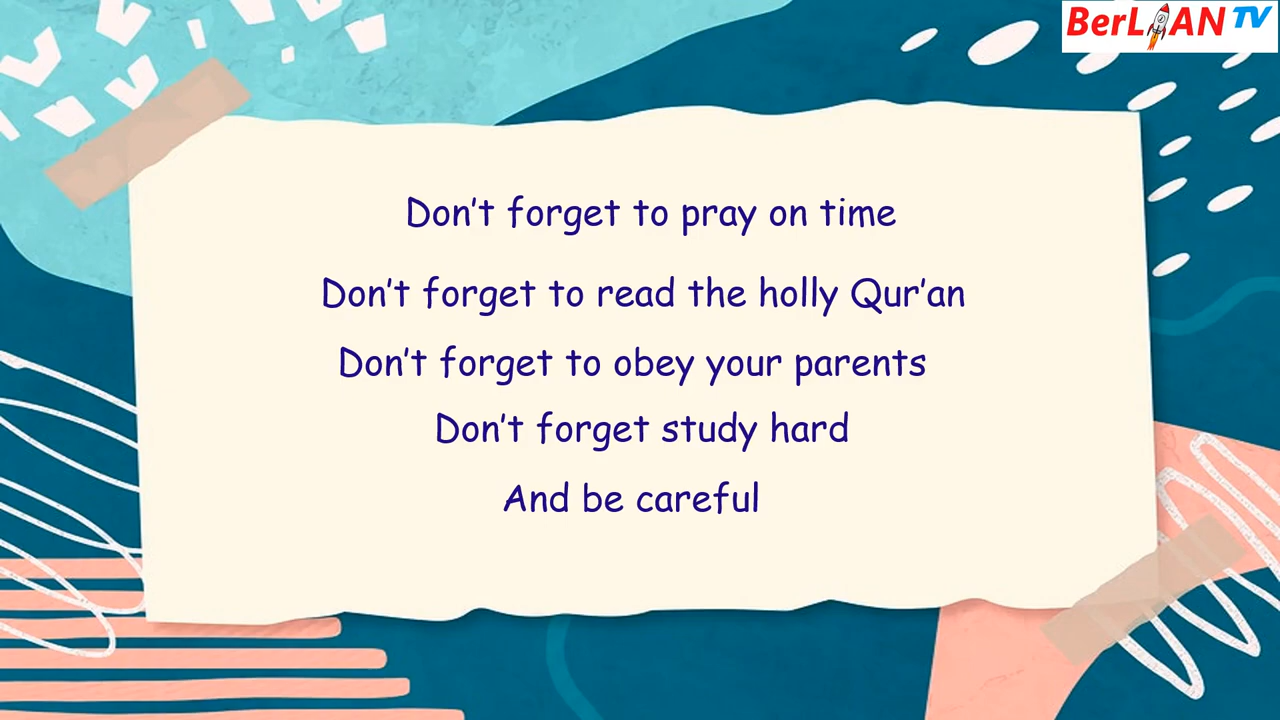 BerLIAN TV
Don't forget to pray on time
Don't forget to read the holly Qur'an
Don't forget to obey your parents
Don't forget study hard
And be careful